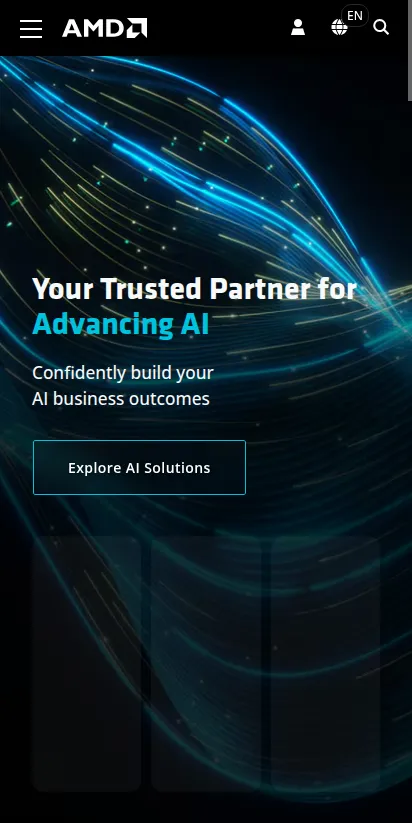 AMD
EN
Your Trusted Partner for
Advancing AI
Confidently build your
AI business outcomes
Explore AI Solutions